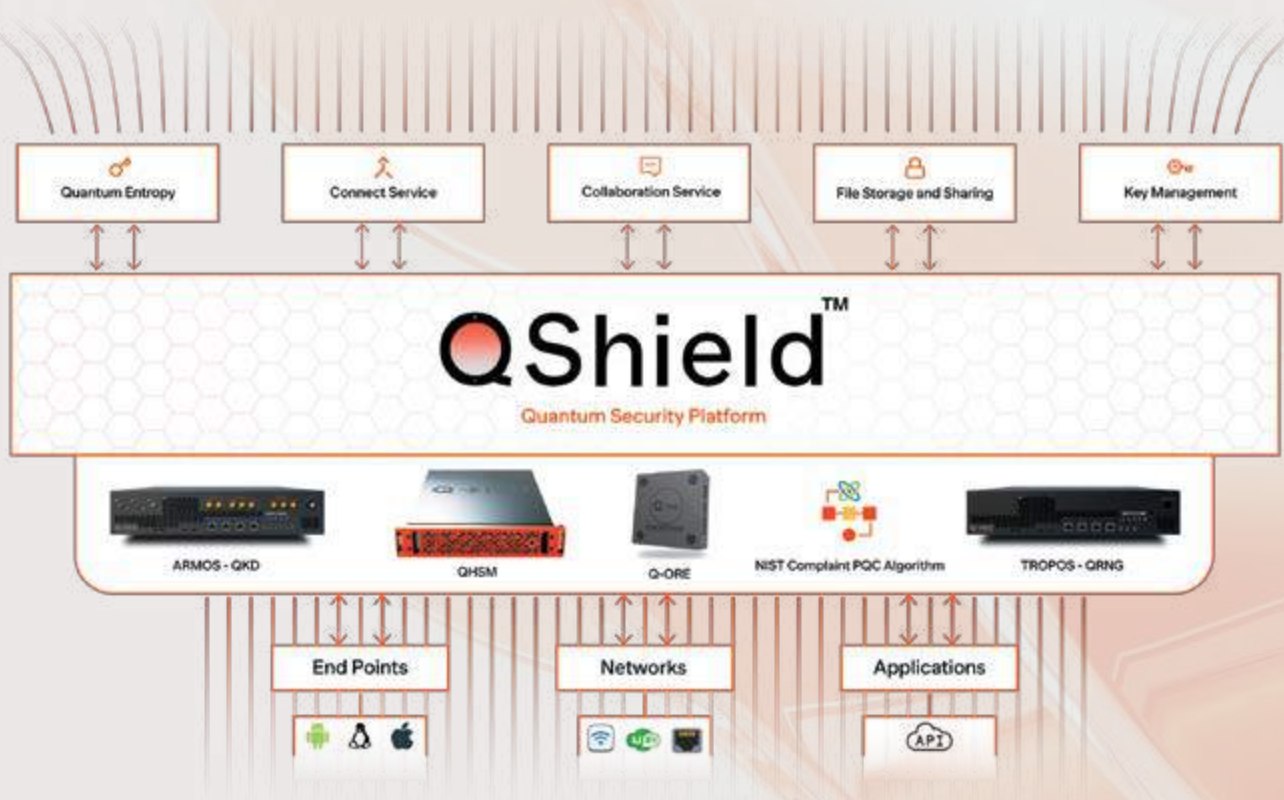 Quantum Entropy
Connect Service
Collaboration Service
File Storage and Sharing
Key Management
QShield™
Quantum Security Platform
ARMOS - QKD
QHSM
Q-ORE
NIST Complaint PQC Algorithm
TROPOS - QRNG
End Points
Networks
Applications
API